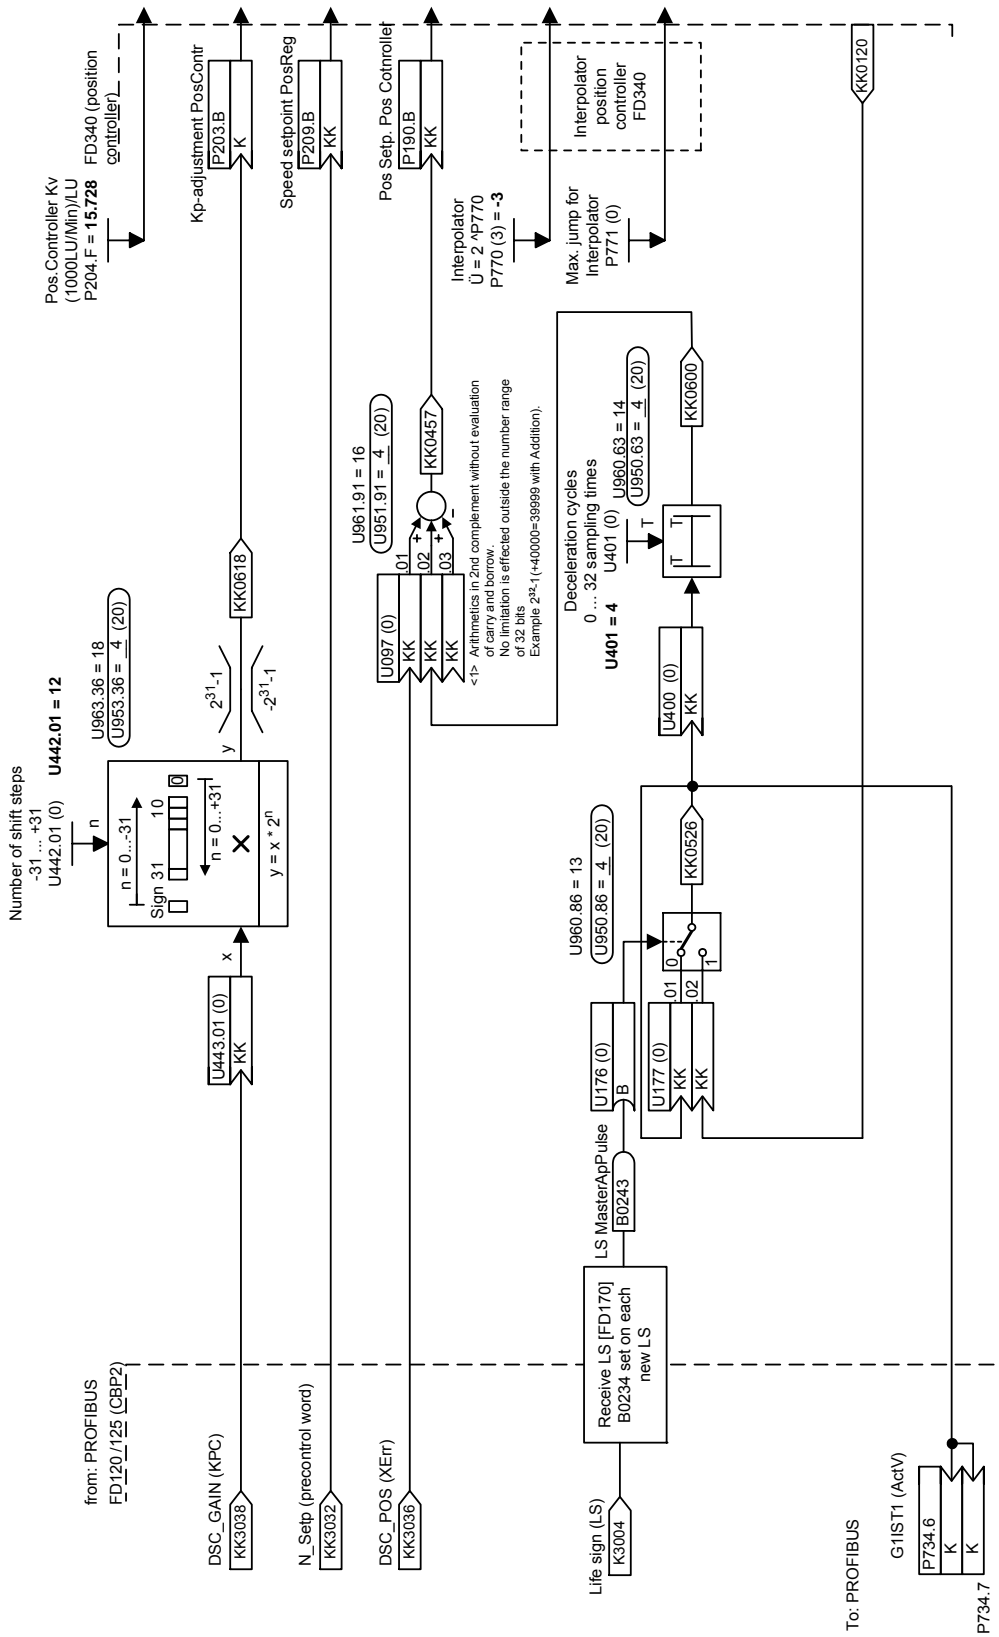 from: PROFIBUS
FD120 /125 (CBP2)
DSC_GAIN (KPC)
KK3038
N_Setp (precontrol word)
KK3032
DSC_POS (XErr)
KK3036
Life sign (LS)
K3004
To: PROFIBUS
G1IST1 (ActV)
P734.6
K
K
P734.7
Receive LS [FD170]
B0234 set on each
new LS
LS MasterApPulse
B0243
U176 (0)
B
U177 (0)
KK
.01
KK
.02
0
1
U960.86 = 13
U950.86 = 4 (20)
KK0526
U443.01 (0)
KK
x
Number of shift steps
-31 ... +31
U442.01 (0) U442.01 = 12
n
n = 0...-31
Sign 31 10 0
n = 0...+31
y = x * 2n
y
U963.36 = 18
U953.36 = 4 (20)
231-1
-231-1
KK0618
U097 (0)
KK
.01
KK
.02
KK
.03
+
+
-
U961.91 = 16
U951.91 = 4 (20)
KK0457
<1> Arithmetics in 2nd complement without evaluation
of carry and borrow.
No limitation is effected outside the number range
of 32 bits
Example 232-1 (+40000=39999 with Addition).
U400 (0)
KK
Deceleration cycles
0 ... 32 sampling times
U401 = 4 U401 (0)
T
T
T
U960.63 = 14
U950.63 = 4 (20)
KK0600
Pos.Controller Kv
(1000LU/Min)/LU
P204.F = 15.728
FD340 (position
controller)
Kp-adjustment PosContr
P203.B
K
Speed setpoint PosReg
P209.B
KK
Pos Setp. Pos Cotnroller
P190.B
KK
Interpolator
Ü = 2 ^P770
P770 (3) = -3
Max. jump for
Interpolator
P771 (0)
Interpolator
position
controller
FD340
KK0120